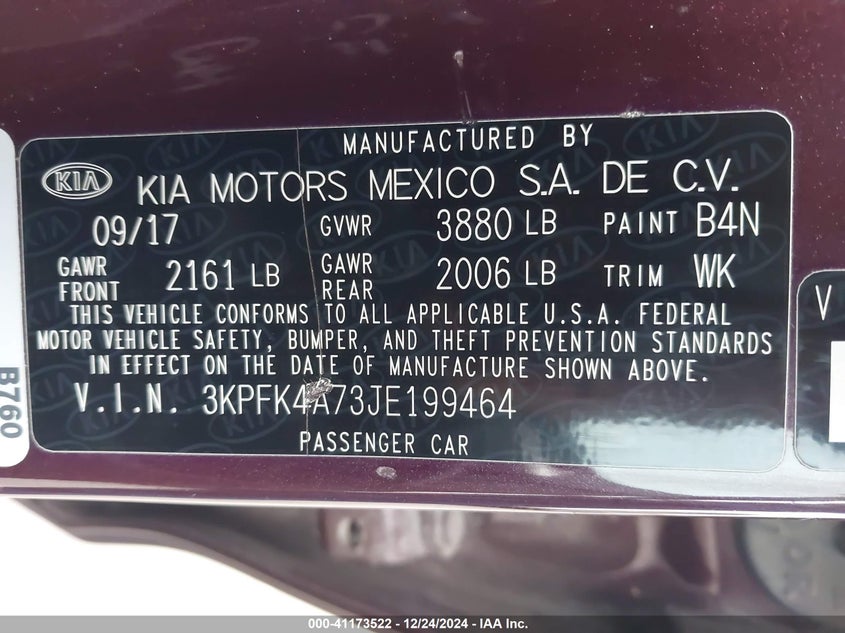 MANUFACTURED BY
KIA KIA MOTORS MEXICO S.A. DE C.V.
09/17 GVWR 3880 LB PAINT B4N
GAWR FRONT 2161 LB GAWR REAR 2006 LB TRIM WK
THIS VEHICLE CONFORMS TO ALL APPLICABLE U.S.A. FEDERAL
MOTOR VEHICLE SAFETY, BUMPER, AND THEFT PREVENTION STANDARDS
IN EFFECT ON THE DATE OF MANUFACTURE SHOWN ABOVE.
V.I.N. 3KPFK4A73JE199464
PASSENGER CAR
B760
V
000-41173522 - 12/24/2024 - IAA Inc.